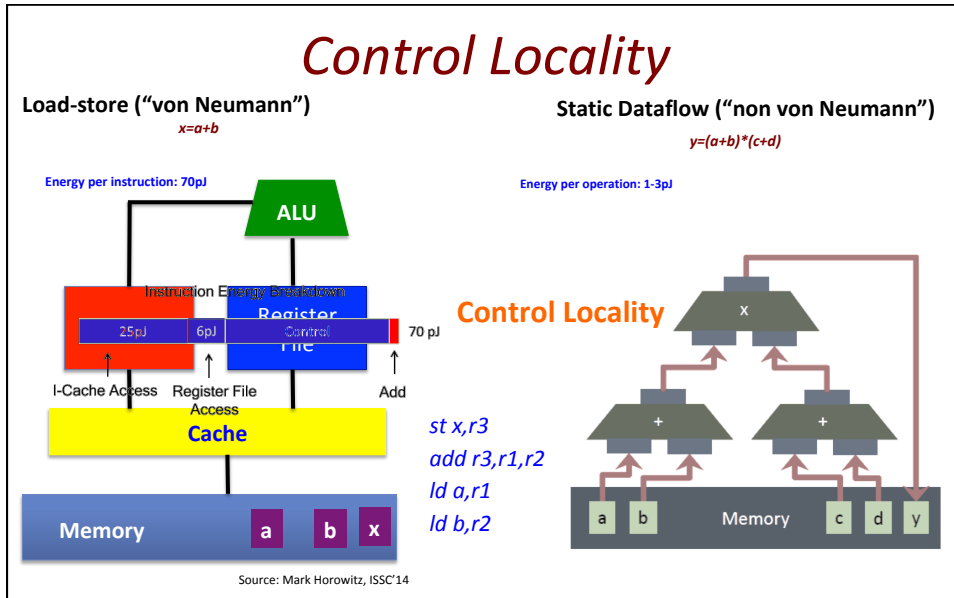 Control Locality
Load-store (“von Neumann”)
x=a+b
Energy per instruction: 70pJ
ALU
Instruction Energy Breakdown
Register
File
25pJ
6pJ
Control
70 pJ
I-Cache Access
Register File
Access
Add
Cache
Memory
a
b
x
Source: Mark Horowitz, ISSC’14
Control Locality
st x,r3
add r3,r1,r2
ld a,r1
ld b,r2
Static Dataflow (“non von Neumann”)
y=(a+b)*(c+d)
Energy per operation: 1-3pJ
x
+
+
a
b
Memory
c
d
y